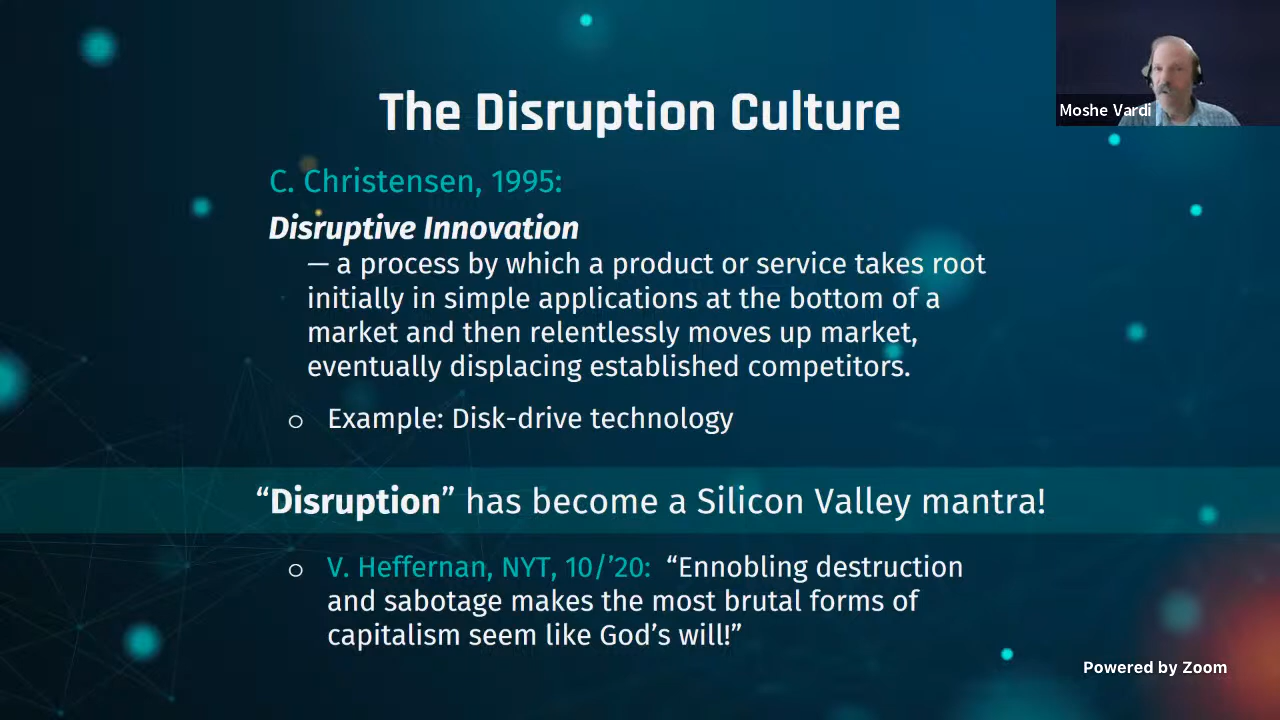 The Disruption Culture
Moshe Vardi
C. Christensen, 1995:
Disruptive Innovation
— a process by which a product or service takes root
initially in simple applications at the bottom of a
market and then relentlessly moves up market,
eventually displacing established competitors.
o Example: Disk-drive technology
“Disruption” has become a Silicon Valley mantra!
o V. Heffernan, NYT, 10/’20: “Ennobling destruction
and sabotage makes the most brutal forms of
capitalism seem like God’s will!”
Powered by Zoom